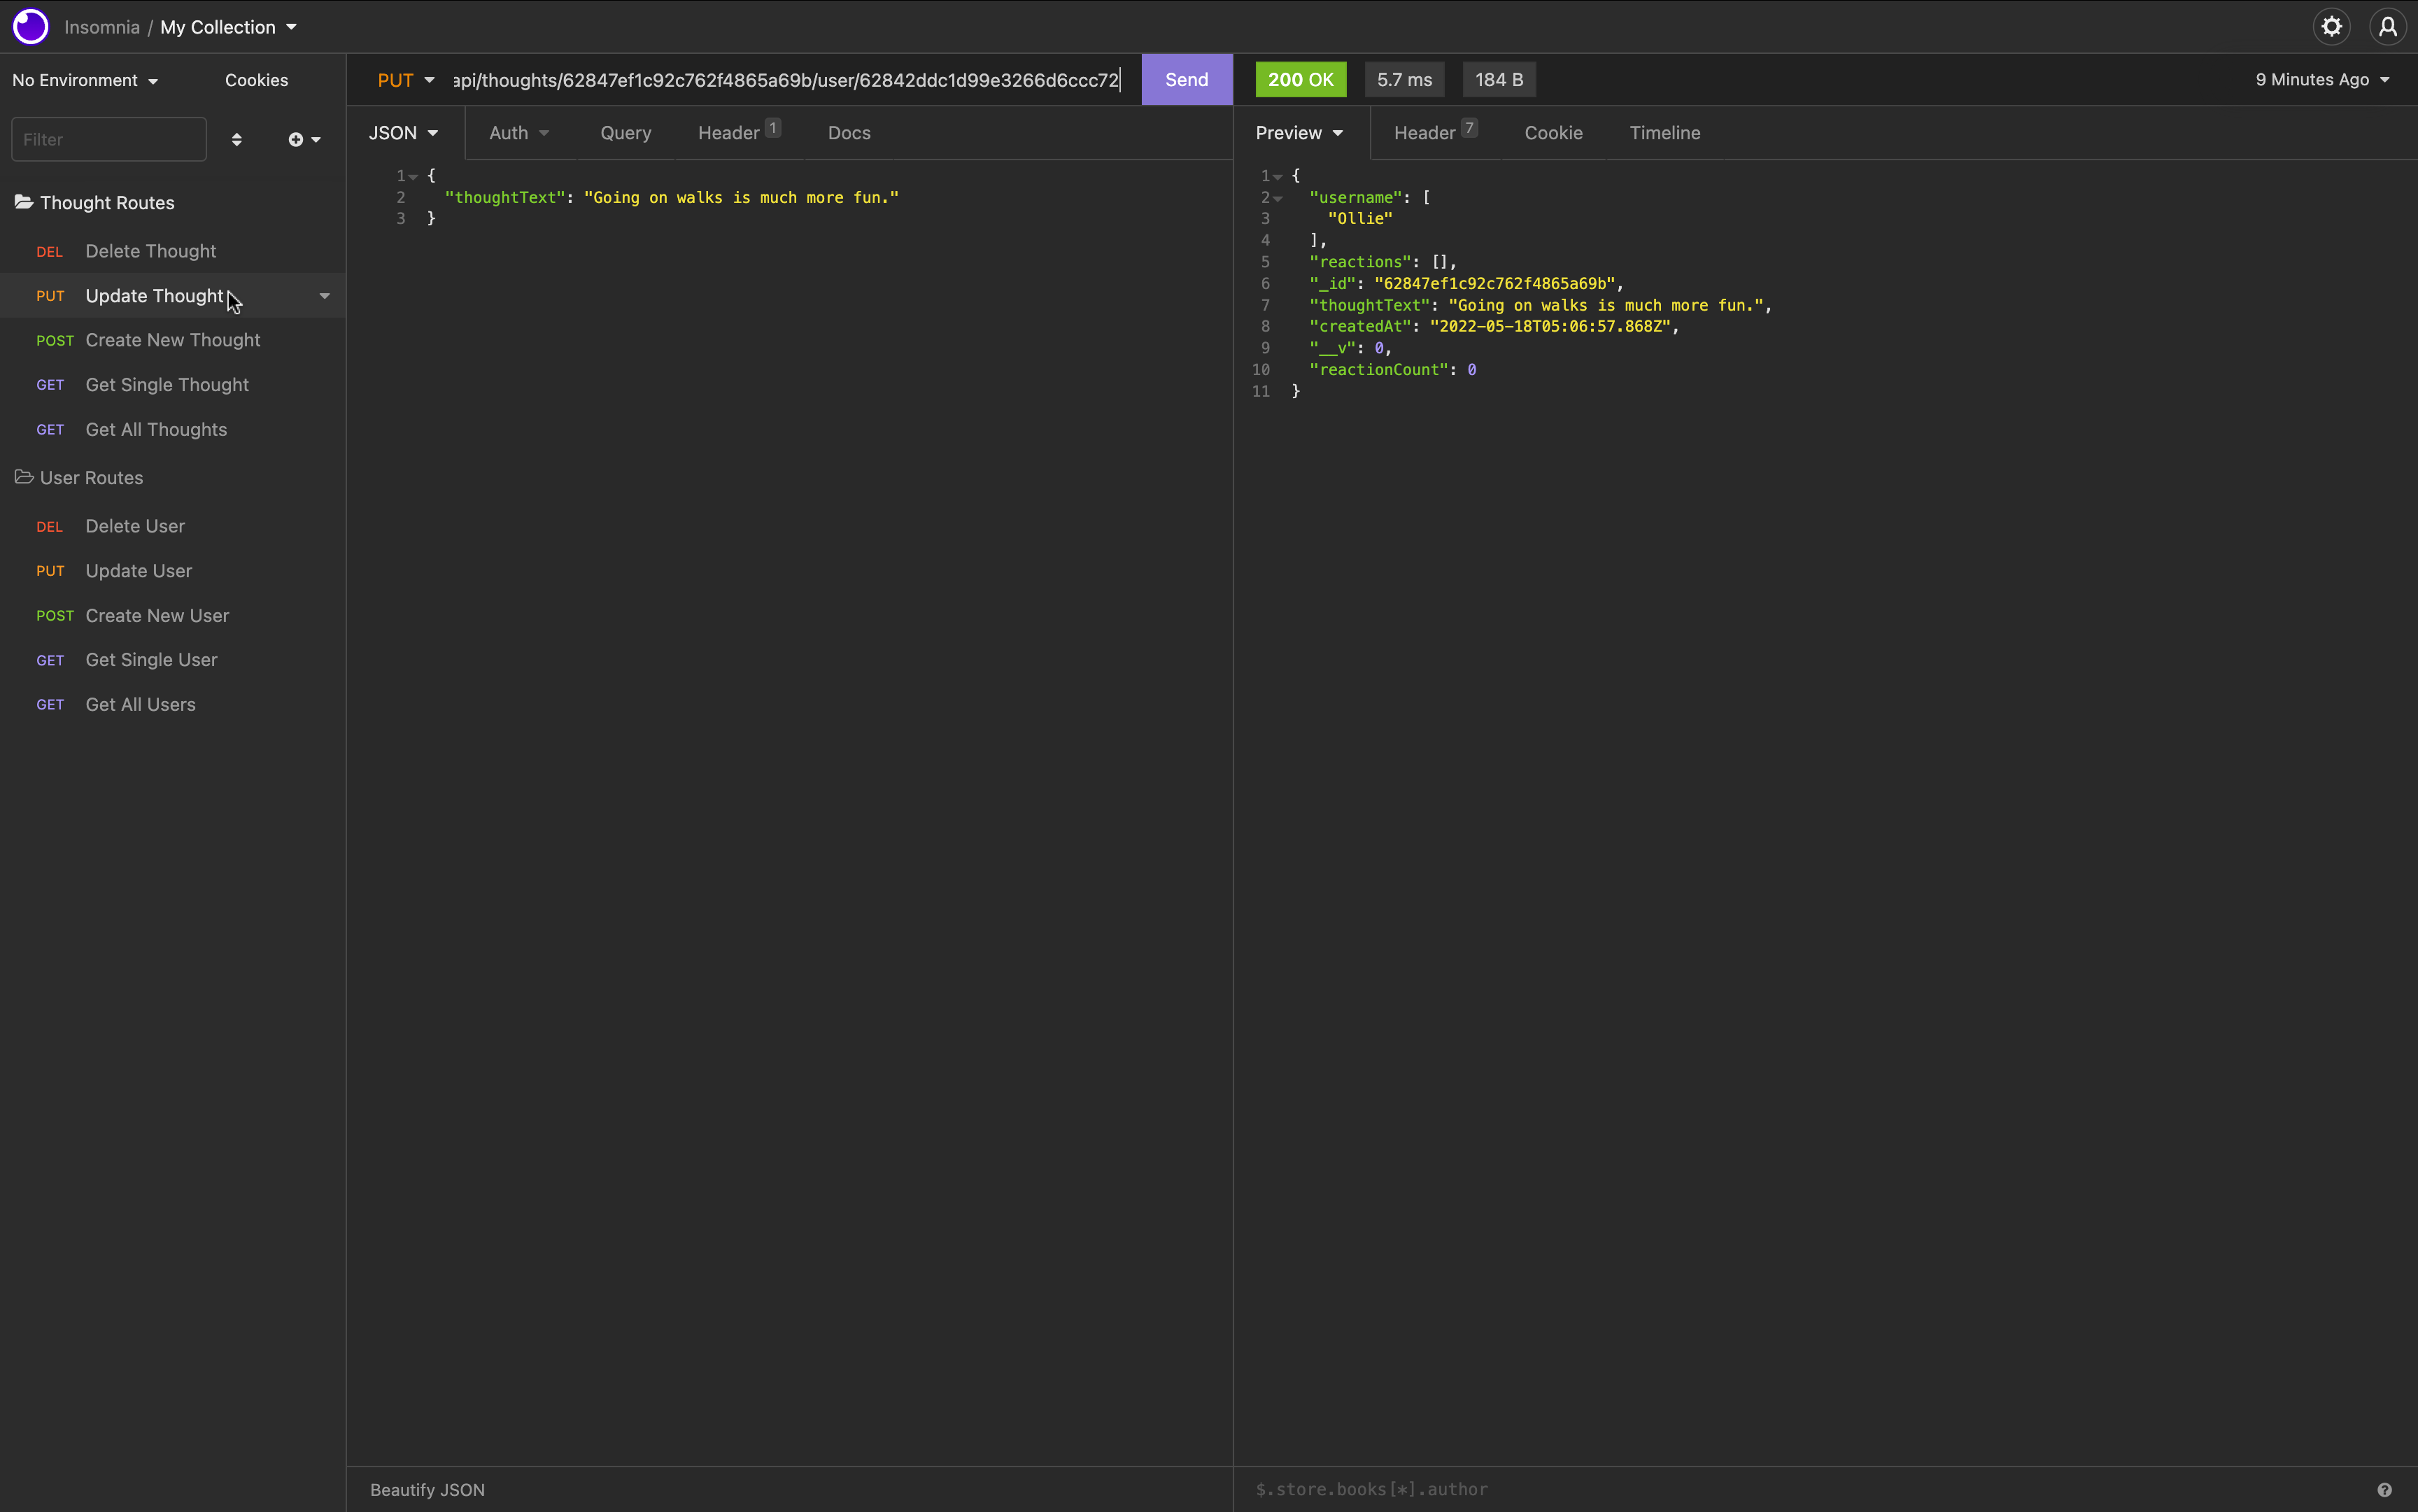 Insomnia / My Collection
No Environment Cookies
Filter
Thought Routes
DEL Delete Thought
PUT Update Thought
POST Create New Thought
GET Get Single Thought
GET Get All Thoughts
User Routes
DEL Delete User
PUT Update User
POST Create New User
GET Get Single User
GET Get All Users
PUT api/thoughts/62847ef1c92c762f4865a69b/user/62842ddc1d99e3266d6ccc72 Send
JSON Auth Query Header 1 Docs
1 {
2 "thoughtText": "Going on walks is much more fun."
3 }
Beautify JSON
200 OK 5.7 ms 184 B 9 Minutes Ago
Preview Header 7 Cookie Timeline
1 {
2 "username": [
3 "Ollie"
4 ],
5 "reactions": [],
6 "_id": "62847ef1c92c762f4865a69b",
7 "thoughtText": "Going on walks is much more fun.",
8 "createdAt": "2022-05-18T05:06:57.868Z",
9 "__v": 0,
10 "reactionCount": 0
11 }
$.store.books[*].author